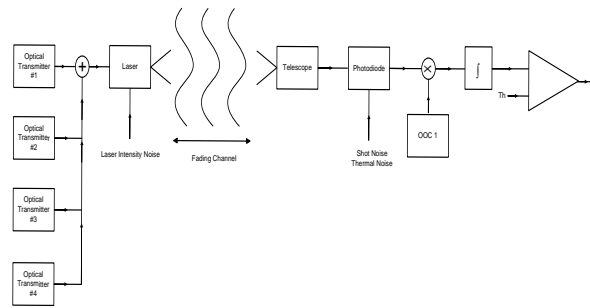 Optical
Transmitter
#1
+
Laser
Telescope
Photodiode
×
∫
Th
OOC 1
Optical
Transmitter
#2
Laser Intensity Noise
Fading Channel
Shot Noise
Thermal Noise
Optical
Transmitter
#3
Optical
Transmitter
#4